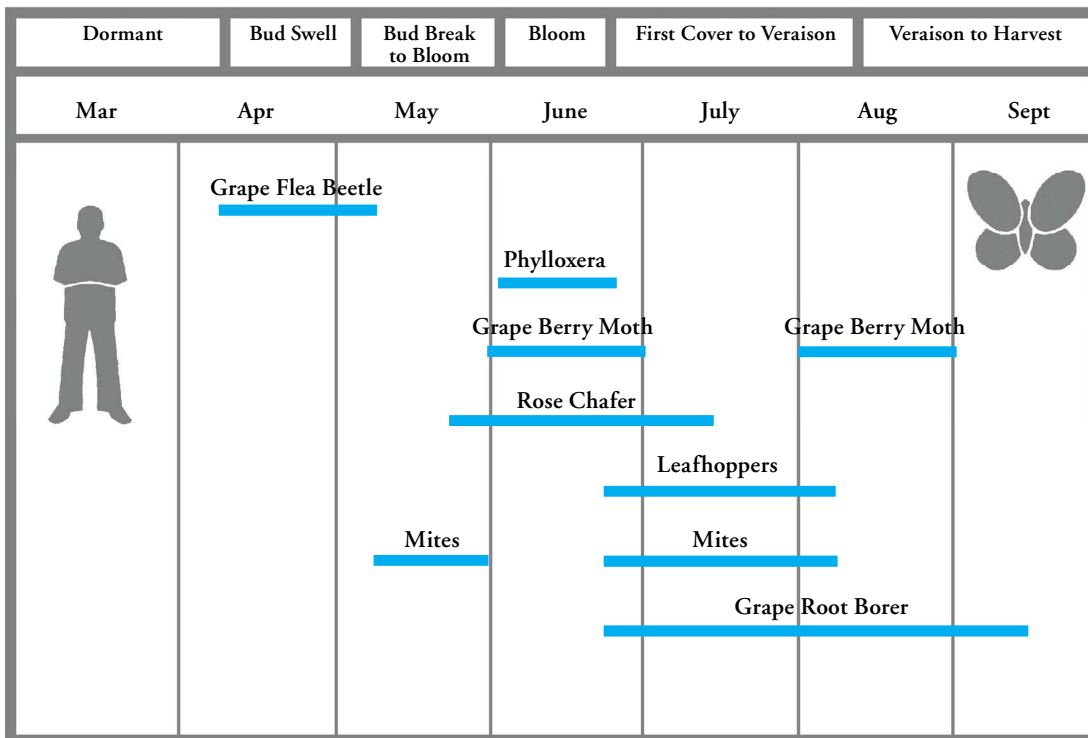 Dormant
Bud Swell
Bud Break
to Bloom
Bloom
First Cover to Veraison
Veraison to Harvest
Mar
Apr
May
June
July
Aug
Sept
Grape Flea Beetle
Phylloxera
Grape Berry Moth
Grape Berry Moth
Rose Chafer
Leafhoppers
Mites
Mites
Grape Root Borer